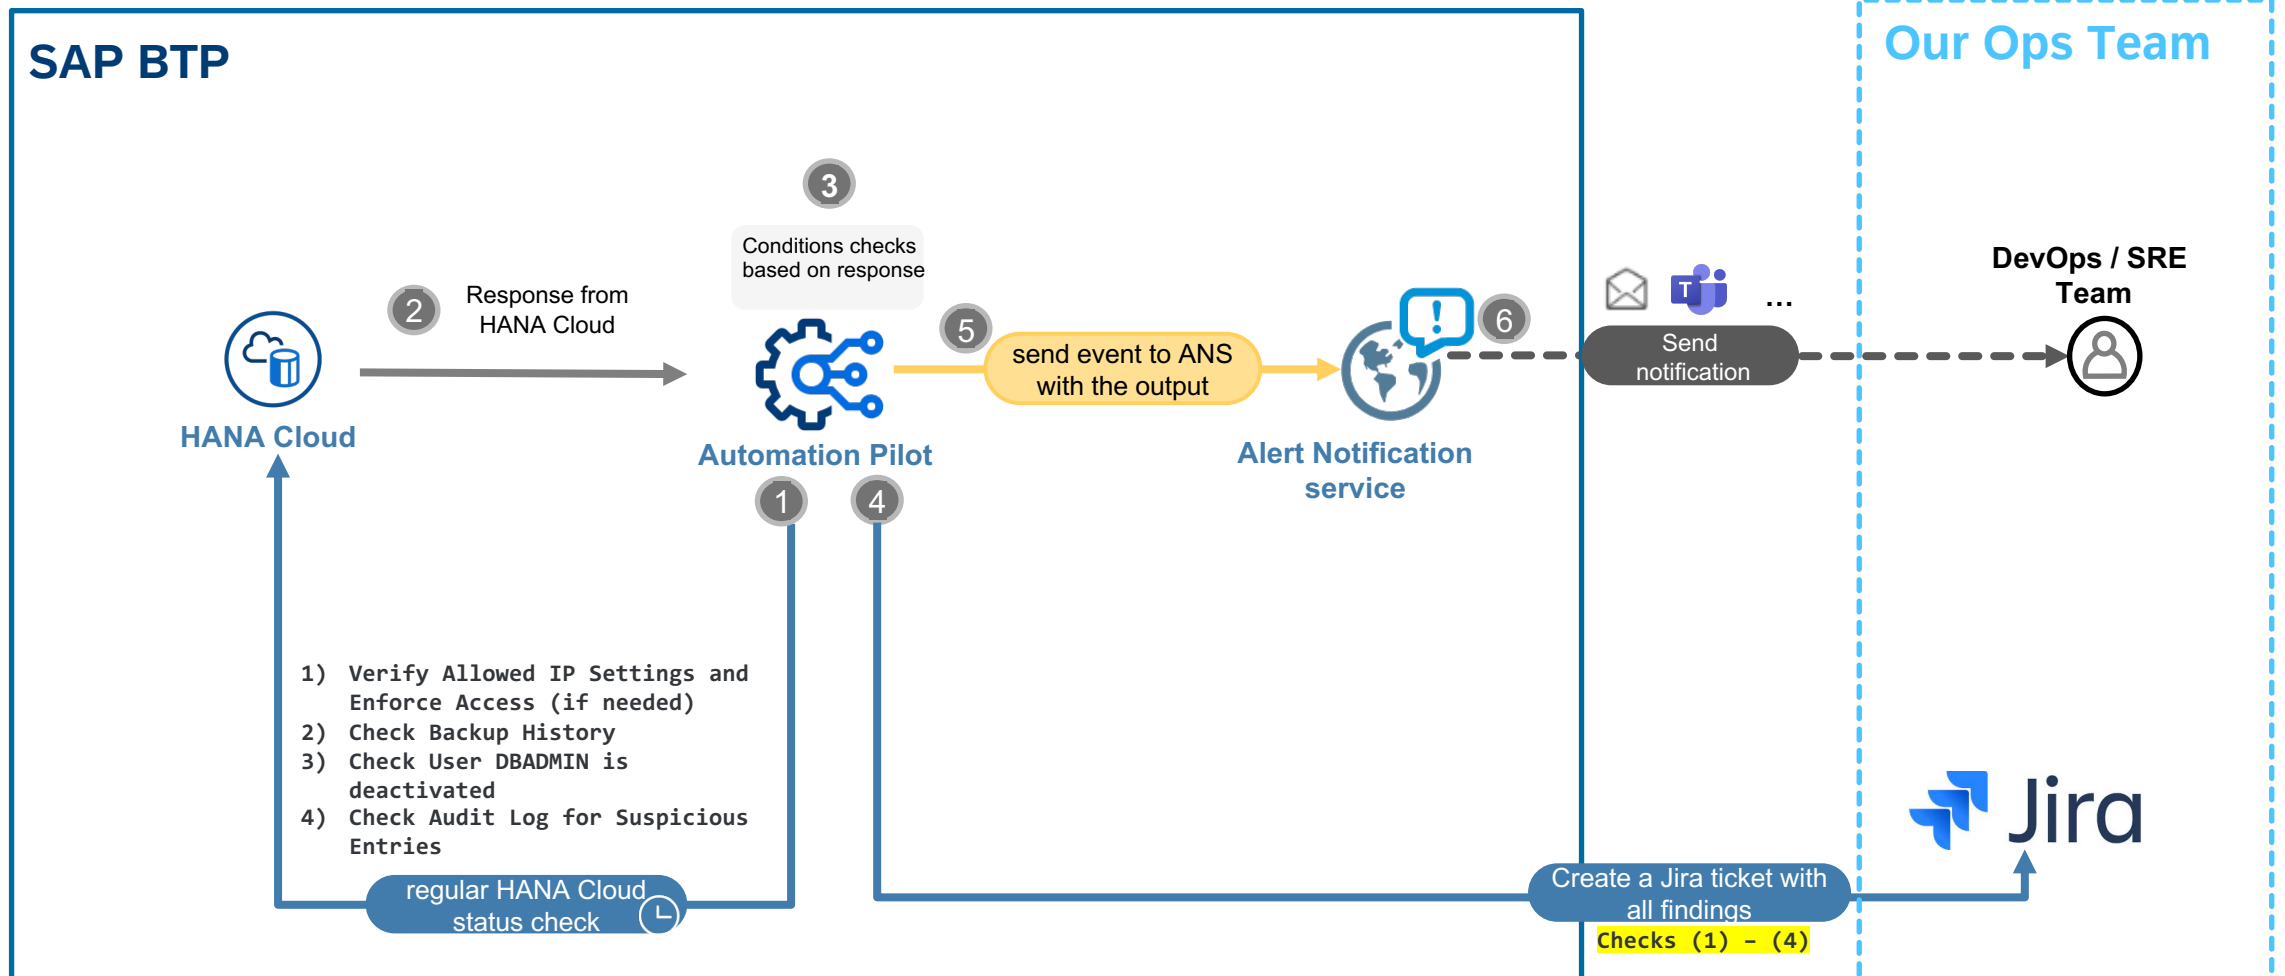 SAP BTP
Our Ops Team
3
Conditions checks
based on response
2
Response from
HANA Cloud
HANA Cloud
Automation Pilot
5
send event to ANS
with the output
6
Alert Notification
service
T
...
Send
notification
DevOps / SRE
Team
1
4
1) Verify Allowed IP Settings and
Enforce Access (if needed)
2) Check Backup History
3) Check User DBADMIN is
deactivated
4) Check Audit Log for Suspicious
Entries
regular HANA Cloud
status check
Jira
Create a Jira ticket with
all findings
Checks (1) – (4)